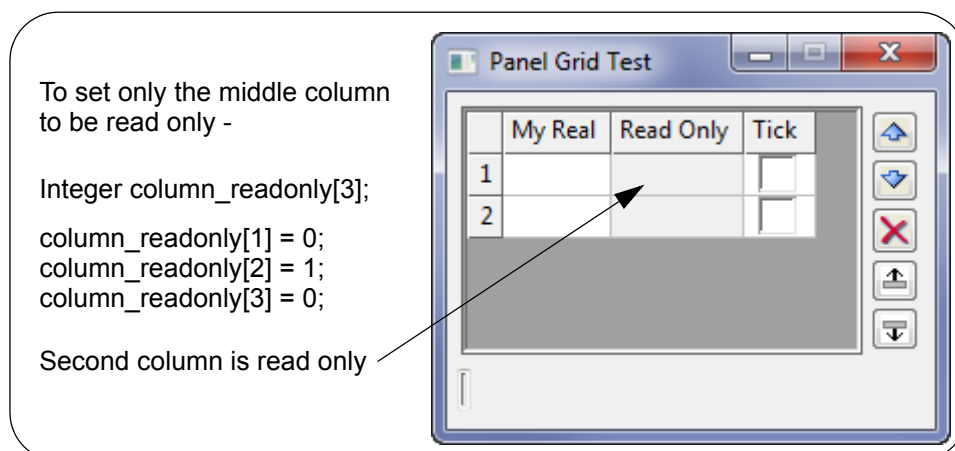 To set only the middle column
to be read only -
Integer column_readonly[3];
column_readonly[1] = 0;
column_readonly[2] = 1;
column_readonly[3] = 0;
Second column is read only
Panel Grid Test
My Real Read Only Tick
1
2